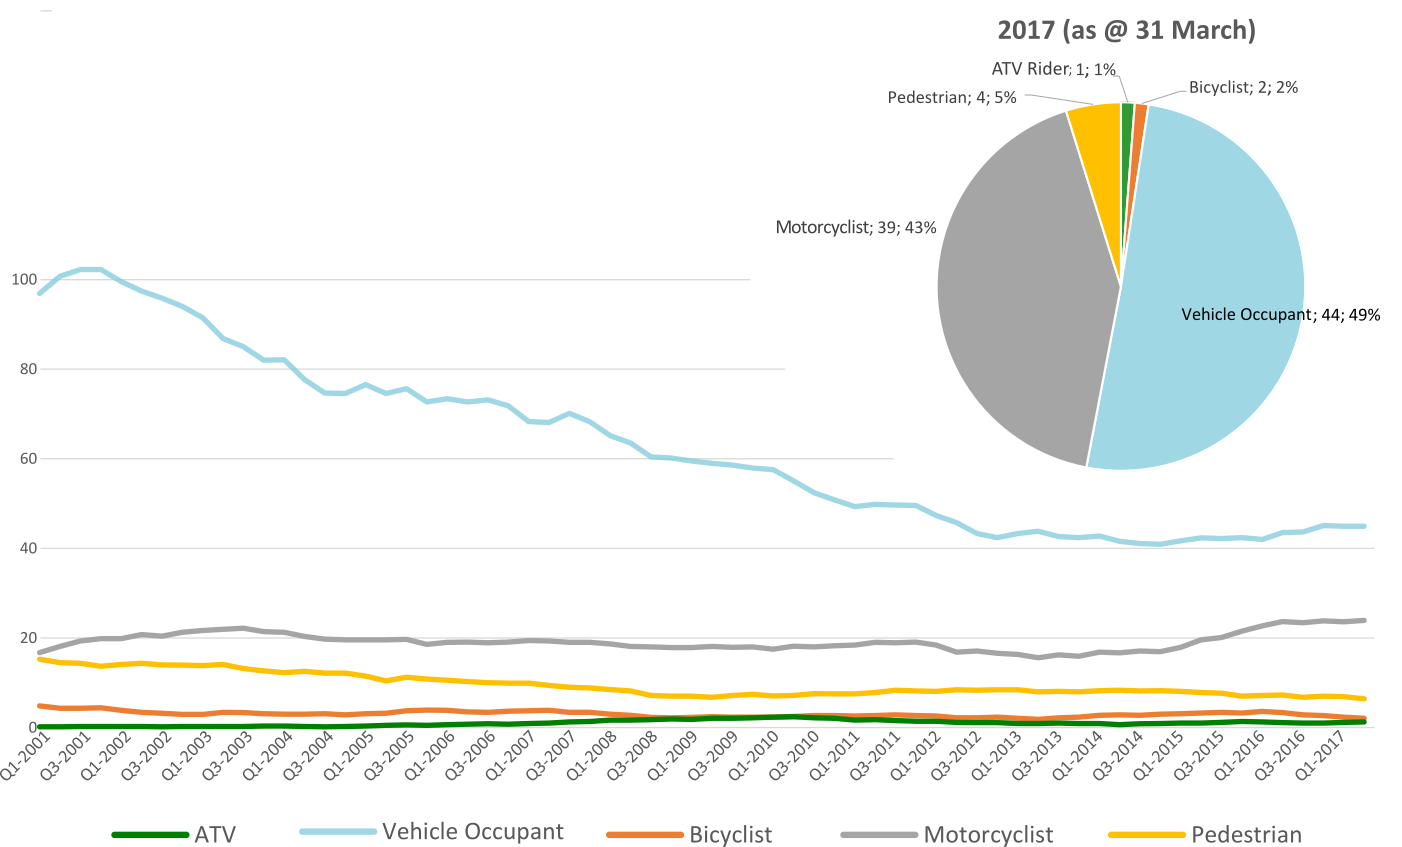 2017 (as @ 31 March)
ATV Rider; 1; 1%
Bicyclist; 2; 2%
Pedestrian; 4; 5%
Motorcyclist; 39; 43%
Vehicle Occupant; 44; 49%
100
80
60
40
20
0
Q1-2001
Q3-2001
Q1-2002
Q3-2002
Q1-2003
Q3-2003
Q1-2004
Q3-2004
Q1-2005
Q3-2005
Q1-2006
Q3-2006
Q1-2007
Q3-2007
Q1-2008
Q3-2008
Q1-2009
Q3-2009
Q1-2010
Q3-2010
Q1-2011
Q3-2011
Q1-2012
Q3-2012
Q1-2013
Q3-2013
Q1-2014
Q3-2014
Q1-2015
Q3-2015
Q1-2016
Q3-2016
Q1-2017
ATV
Vehicle Occupant
Bicyclist
Motorcyclist
Pedestrian